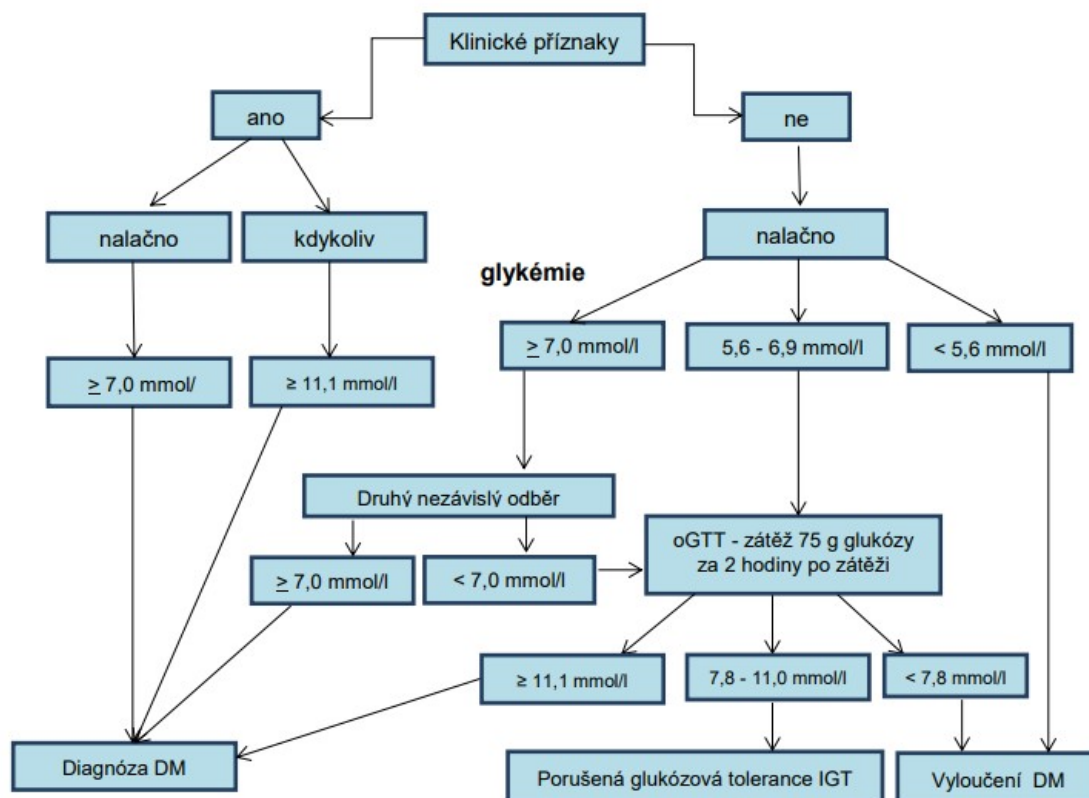 Klinické příznaky
ano
ne
nalačno
kdykoliv
nalačno
glykémie
≥ 7,0 mmol/l
5,6 - 6,9 mmol/l
< 5,6 mmol/l
≥ 7,0 mmol/
≥ 11,1 mmol/l
Druhý nezávislý odběr
oGTT - zátěž 75 g glukózy
za 2 hodiny po zátěži
≥ 7,0 mmol/l
< 7,0 mmol/l
≥ 11,1 mmol/l
7,8 - 11,0 mmol/l
< 7,8 mmol/l
Diagnóza DM
Porušená glukózová tolerance IGT
Vyloučení DM